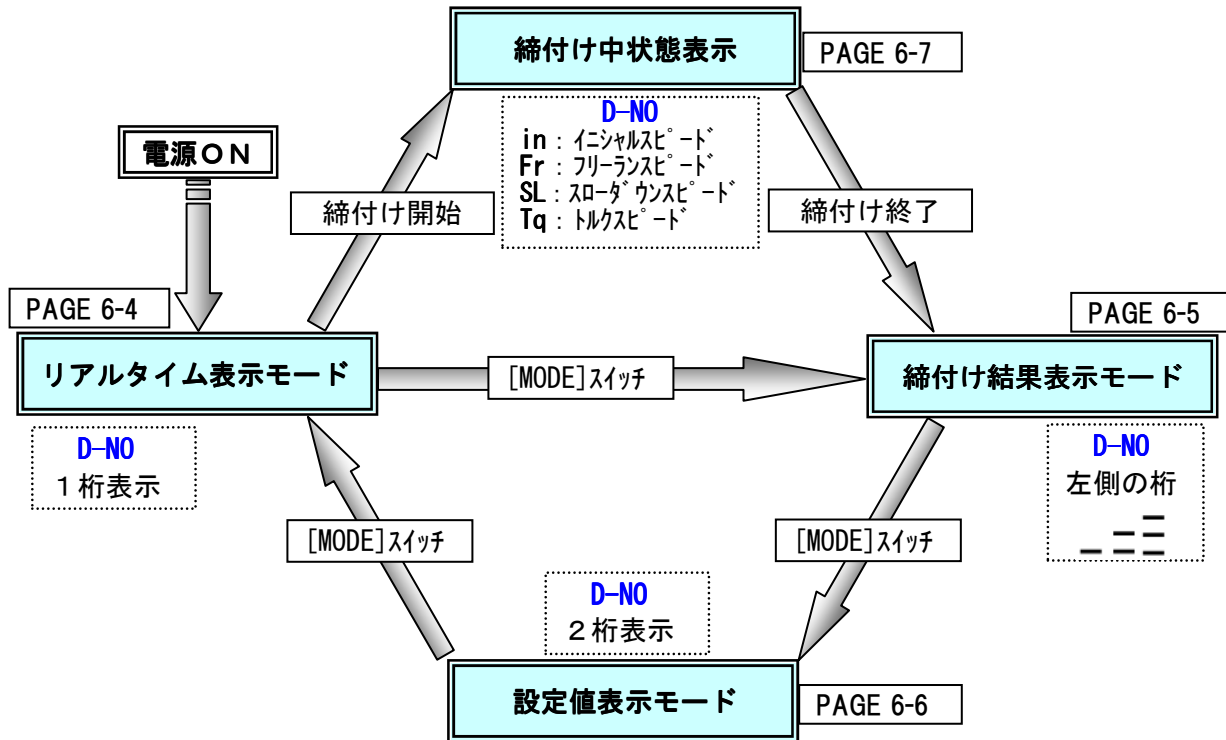 締付け中状態表示
PAGE 6-7
D-NO
in：イニシャルスピード
Fr：フリーランスピード
SL：スローダウンスピード
Tq：トルクスピード
電源ON
締付け開始
締付け終了
PAGE 6-4
PAGE 6-5
リアルタイム表示モード
[MODE]スイッチ
締付け結果表示モード
D-NO
1桁表示
D-NO
左側の桁
[MODE]スイッチ
[MODE]スイッチ
D-NO
2桁表示
設定値表示モード
PAGE 6-6